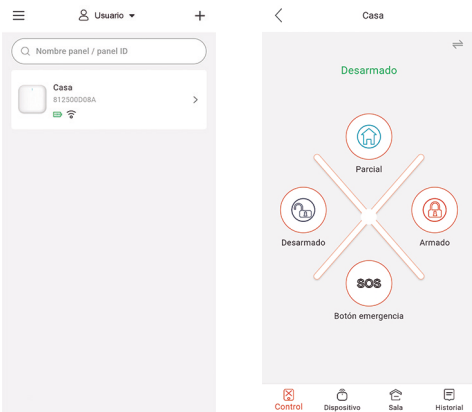 Usuario
Nombre panel / panel ID
Casa
812500D08A
Casa
Desarmado
Parcial
Desarmado
Armado
SOS
Botón emergencia
Control
Dispositivo
Sala
Historial